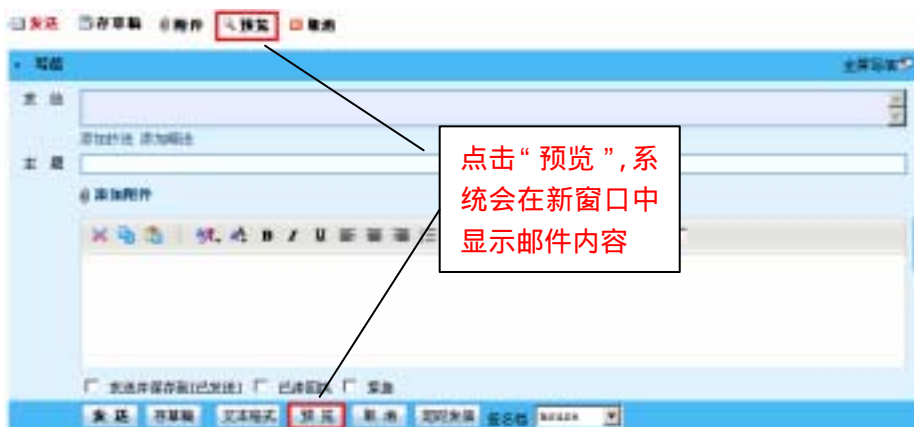 发送 存草稿 附件 预览 取消
写信 全屏写信
发 给
添加抄送 添加暗送
主 题
添加附件
点击“预览”,系
统会在新窗口中
显示邮件内容
B I U
发送并保存到[已发送] 已读回执 紧急
发 送 存草稿 文本格式 预 览 取 消 定时发信 签名档